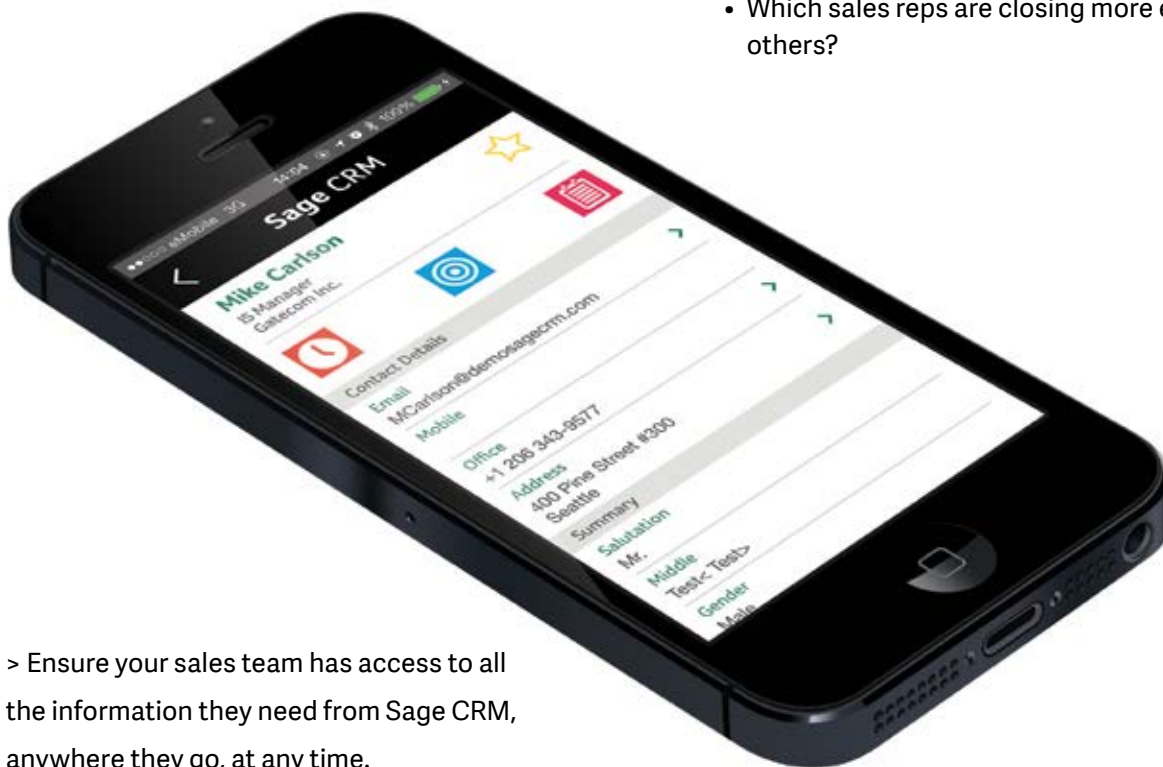 • Which sales reps are closing more
others?
●●○○○ eMobile 3G 14:04 100%
Sage CRM
Mike Carlson
IS Manager
Gatecom Inc.
Contact Details
Email
MCarlson@demosagecrm.com
Mobile
Office
+1 206 343-9577
Address
400 Pine Street #300
Seattle
Summary
Salutation
Mr.
Middle
Test< Test>
Gender
Male
> Ensure your sales team has access to all
the information they need from Sage CRM,
anywhere they go, at any time.